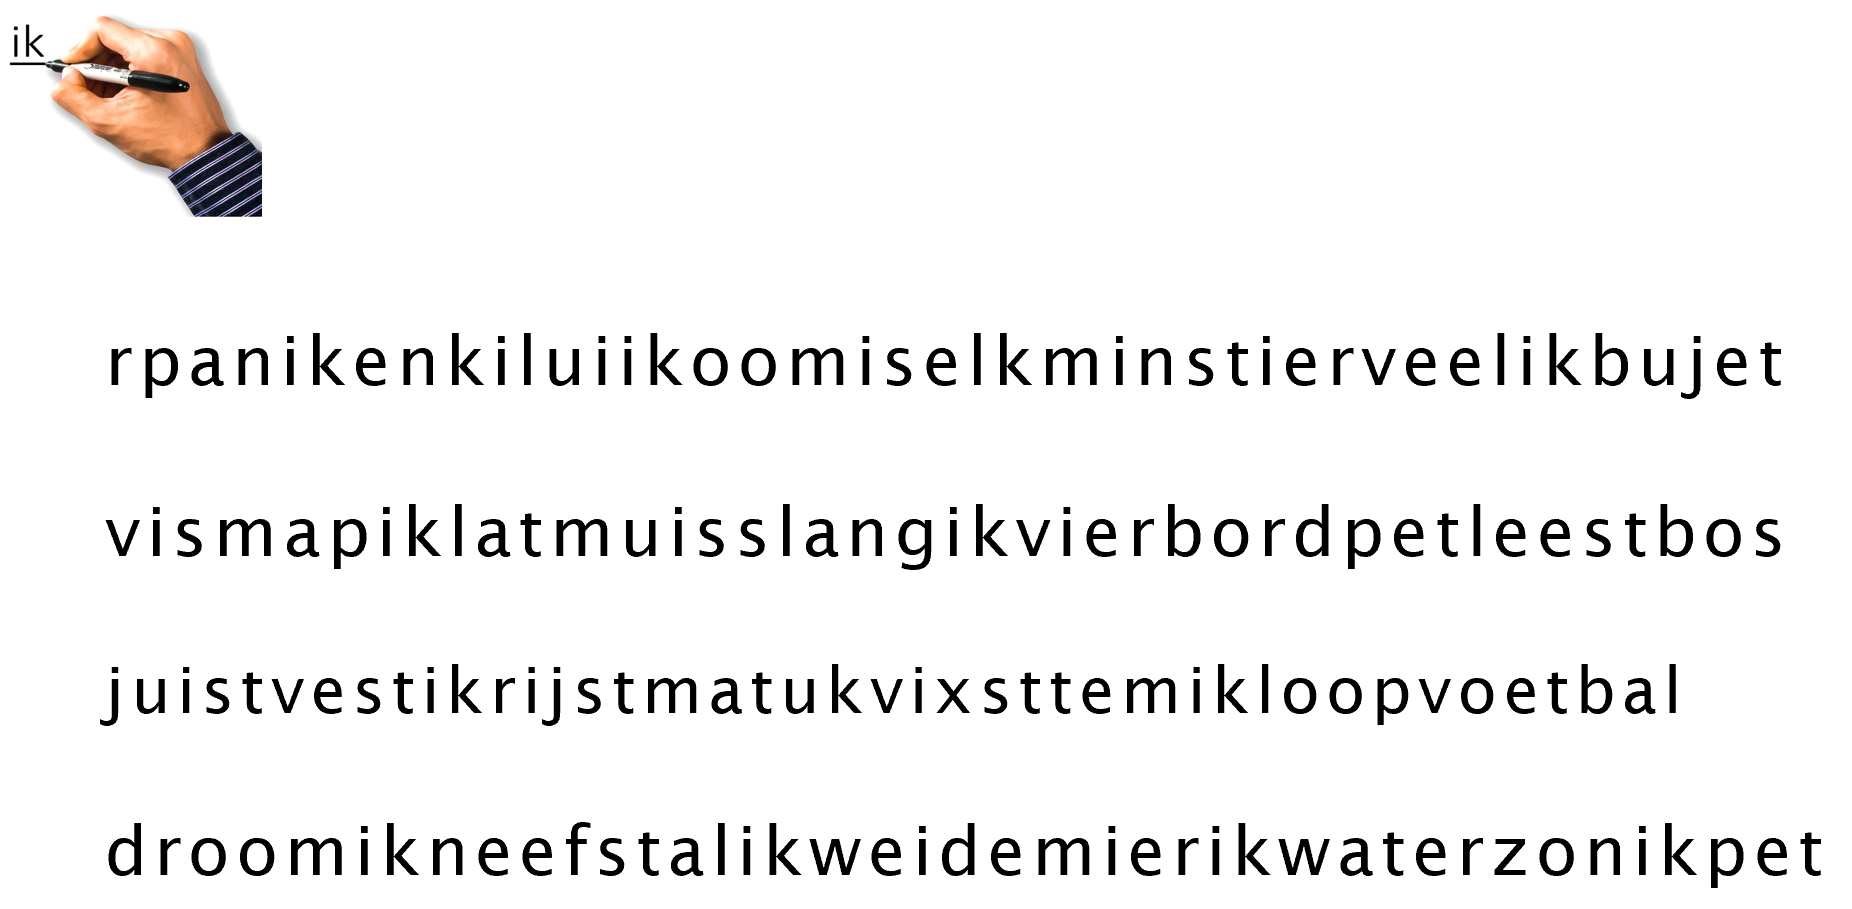 ik
rpanikenkiluiikoomiselkminstierveelikbujet
vismapiklatmuisslangikvierbordpetleestbos
juistvestikrijstmatukvixsttemikloopvoetbal
droomikneefstalikweidemierikwaterzonikpet